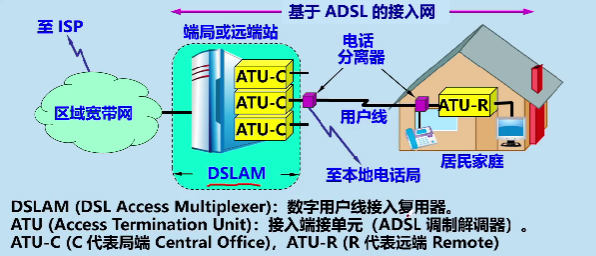 基于 ADSL 的接入网
至 ISP
端局或远端站
电话
分离器
ATU-C
ATU-C
ATU-C
ATU-R
区域宽带网
用户线
居民家庭
DSLAM
至本地电话局
DSLAM (DSL Access Multiplexer)：数字用户线接入复用器。
ATU (Access Termination Unit)：接入端接单元（ADSL 调制解调器）。
ATU-C (C 代表局端 Central Office)，ATU-R (R 代表远端 Remote)